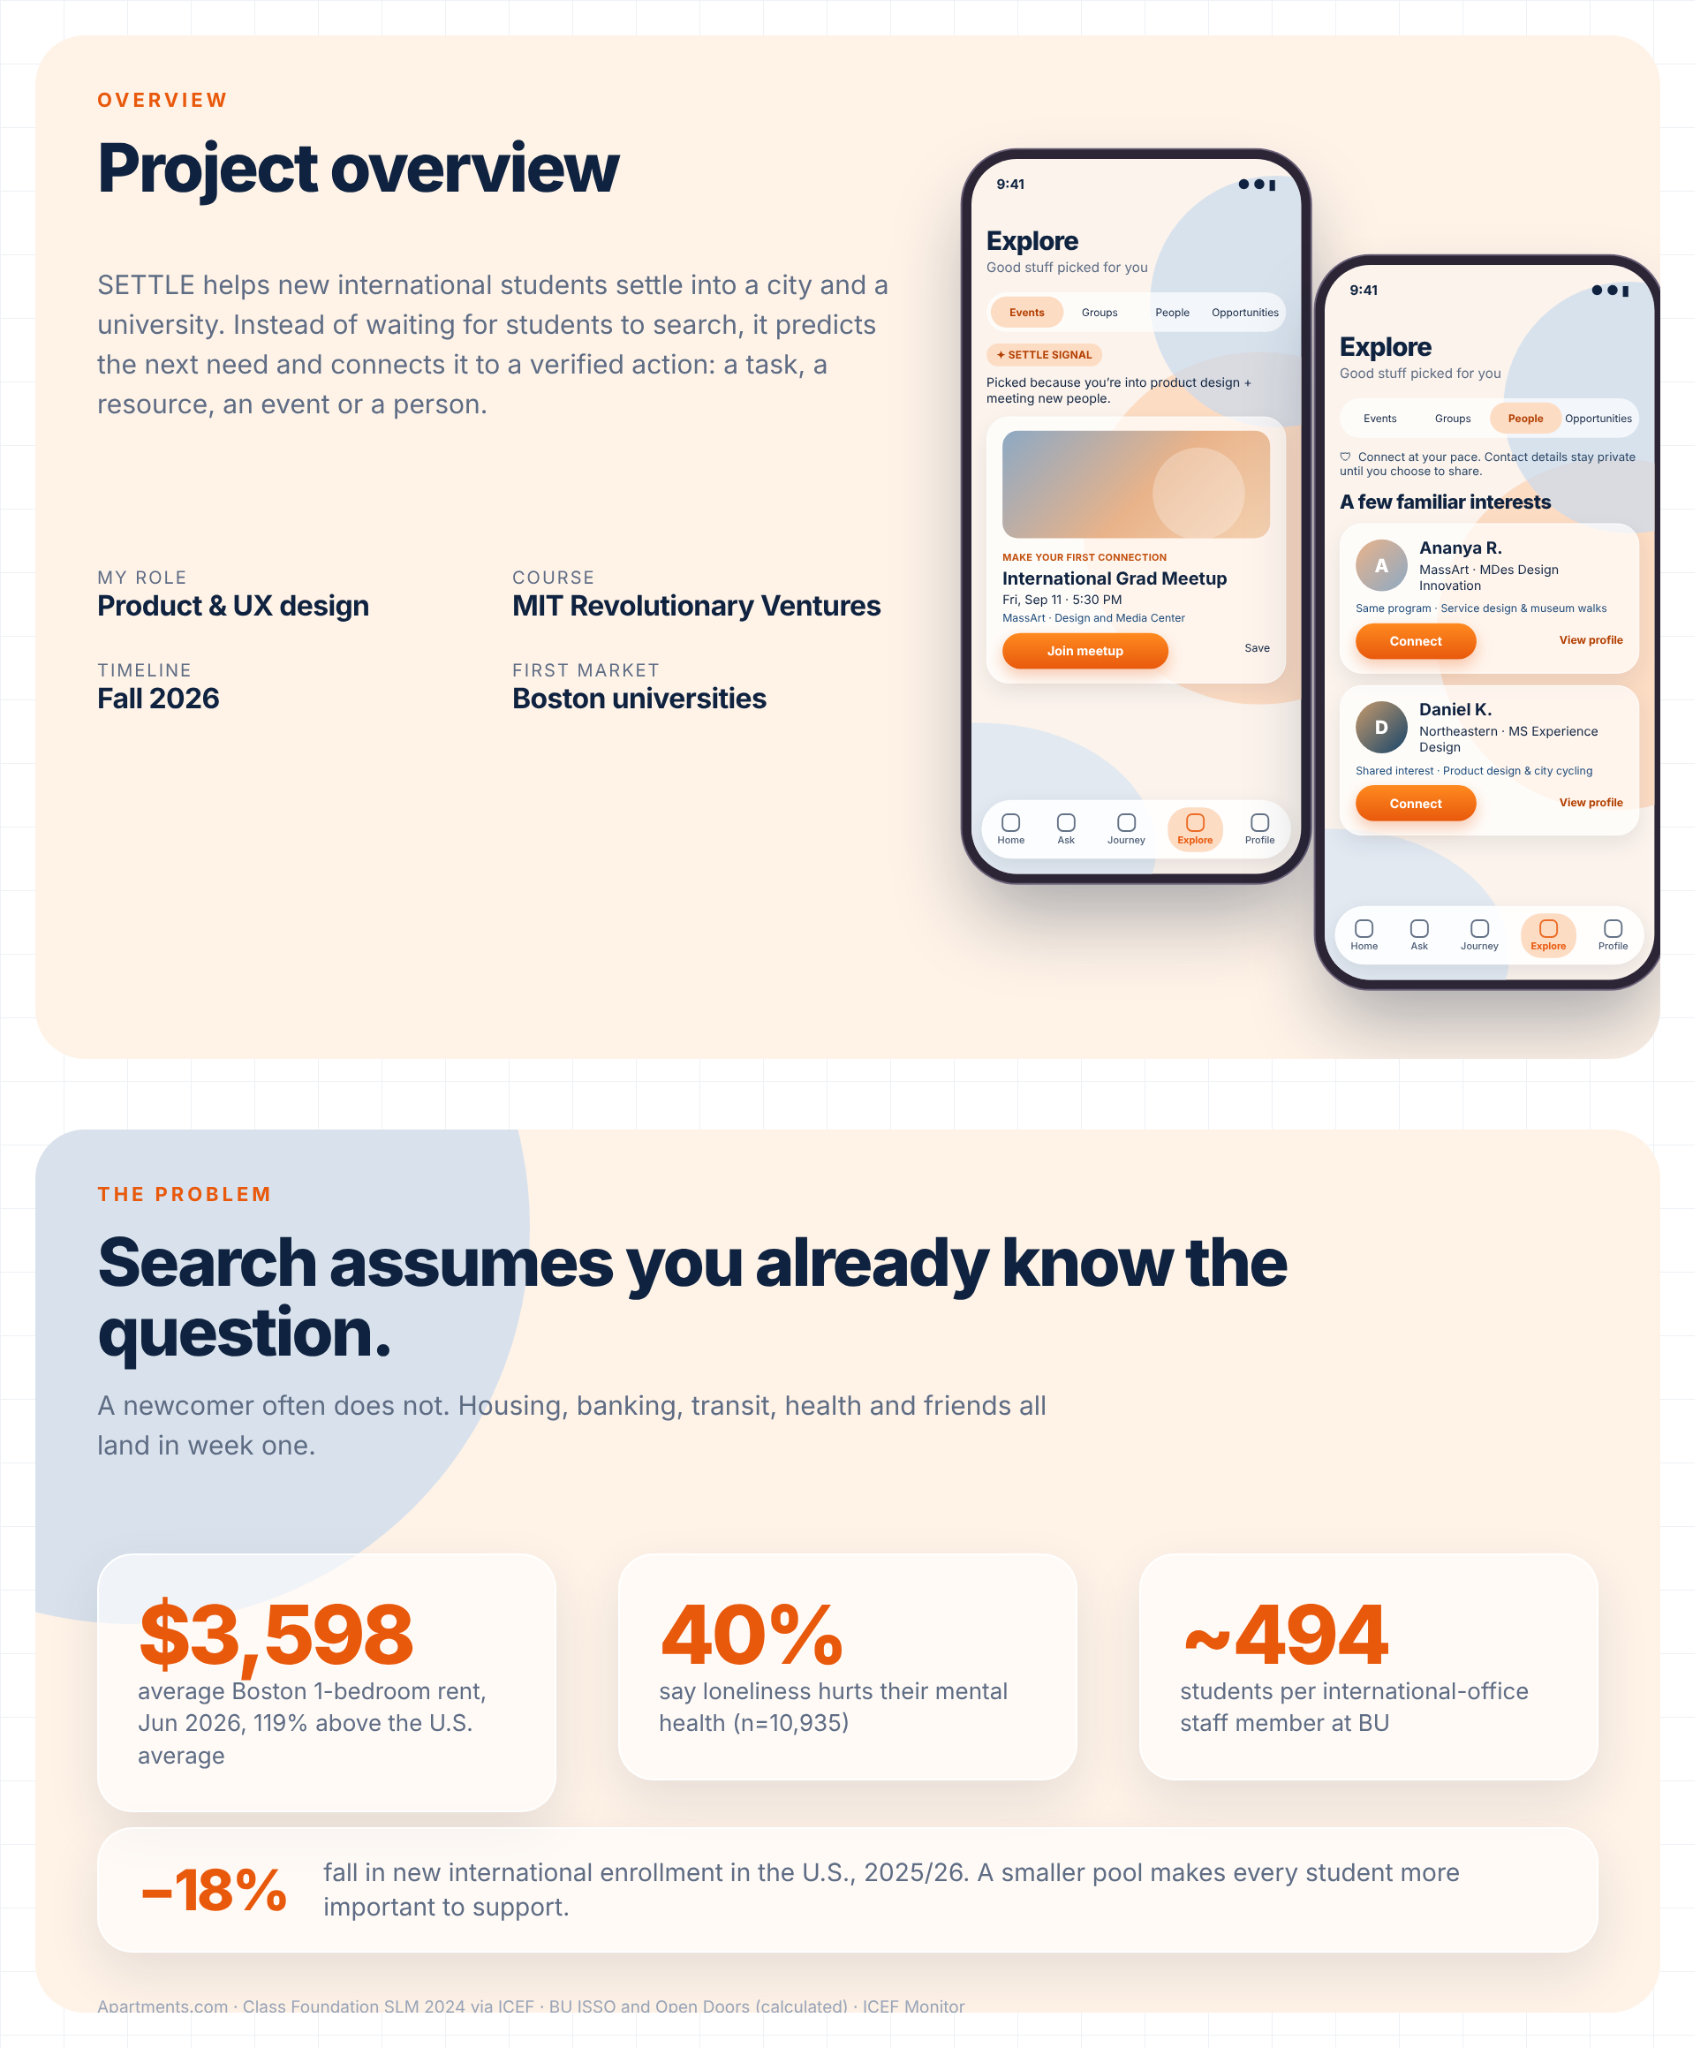 OVERVIEW
Project overview
SETTLE helps new international students settle into a city and a
university. Instead of waiting for students to search, it predicts
the next need and connects it to a verified action: a task, a
resource, an event or a person.
MY ROLE
Product & UX design
COURSE
MIT Revolutionary Ventures
TIMELINE
Fall 2026
FIRST MARKET
Boston universities
9:41
Explore
Good stuff picked for you
Events Groups People Opportunities
✦ SETTLE SIGNAL
Picked because you’re into product design +
meeting new people.
MAKE YOUR FIRST CONNECTION
International Grad Meetup
Fri, Sep 11 · 5:30 PM
MassArt · Design and Media Center
Join meetup Save
Home Ask Journey Explore Profile
9:41
Explore
Good stuff picked for you
Events Groups People Opportunities
Connect at your pace. Contact details stay private
until you choose to share.
A few familiar interests
A
Ananya R.
MassArt · MDes Design
Innovation
Same program · Service design & museum walks
Connect View profile
D
Daniel K.
Northeastern · MS Experience
Design
Shared interest · Product design & city cycling
Connect View profile
Home Ask Journey Explore Profile
THE PROBLEM
Search assumes you already know the
question.
A newcomer often does not. Housing, banking, transit, health and friends all
land in week one.
$3,598
average Boston 1-bedroom rent,
Jun 2026, 119% above the U.S.
average
40%
say loneliness hurts their mental
health (n=10,935)
~494
students per international-office
staff member at BU
–18%
fall in new international enrollment in the U.S., 2025/26. A smaller pool makes every student more
important to support.
Apartments.com · Class Foundation SLM 2024 via ICEF · BU ISSO and Open Doors (calculated) · ICEF Monitor